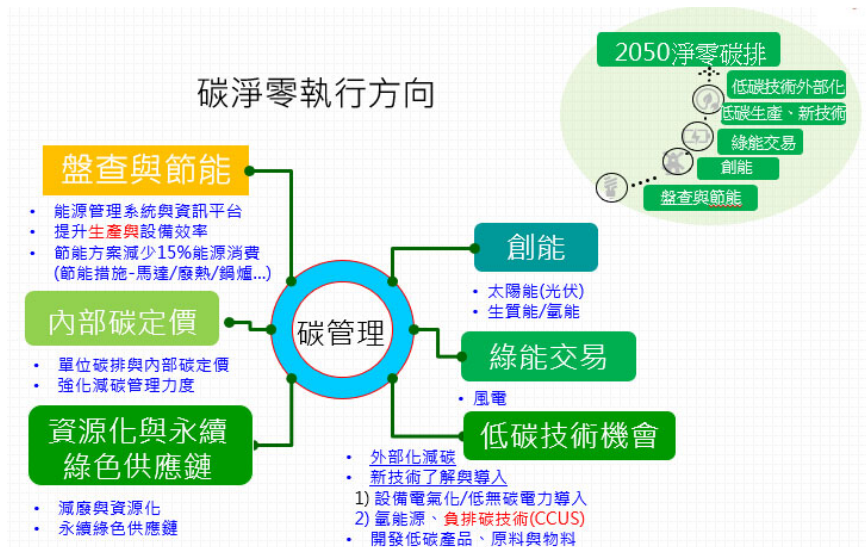 碳淨零執行方向
2050淨零碳排
低碳技術外部化
低碳生產、新技術
綠能交易
創能
盤查與節能
盤查與節能
• 能源管理系統與資訊平台
• 提升生產與設備效率
• 節能方案減少15%能源消費
(節能措施-馬達/廢熱/鍋爐...)
內部碳定價
• 單位碳排與內部碳定價
• 強化減碳管理力度
資源化與永續
綠色供應鏈
• 減廢與資源化
• 永續綠色供應鏈
碳管理
創能
• 太陽能(光伏)
• 生質能/氫能
綠能交易
• 風電
低碳技術機會
• 外部化減碳
• 新技術了解與導入
1) 設備電氣化/低無碳電力導入
2) 氫能源、負排碳技術(CCUS)
• 開發低碳產品、原料與物料